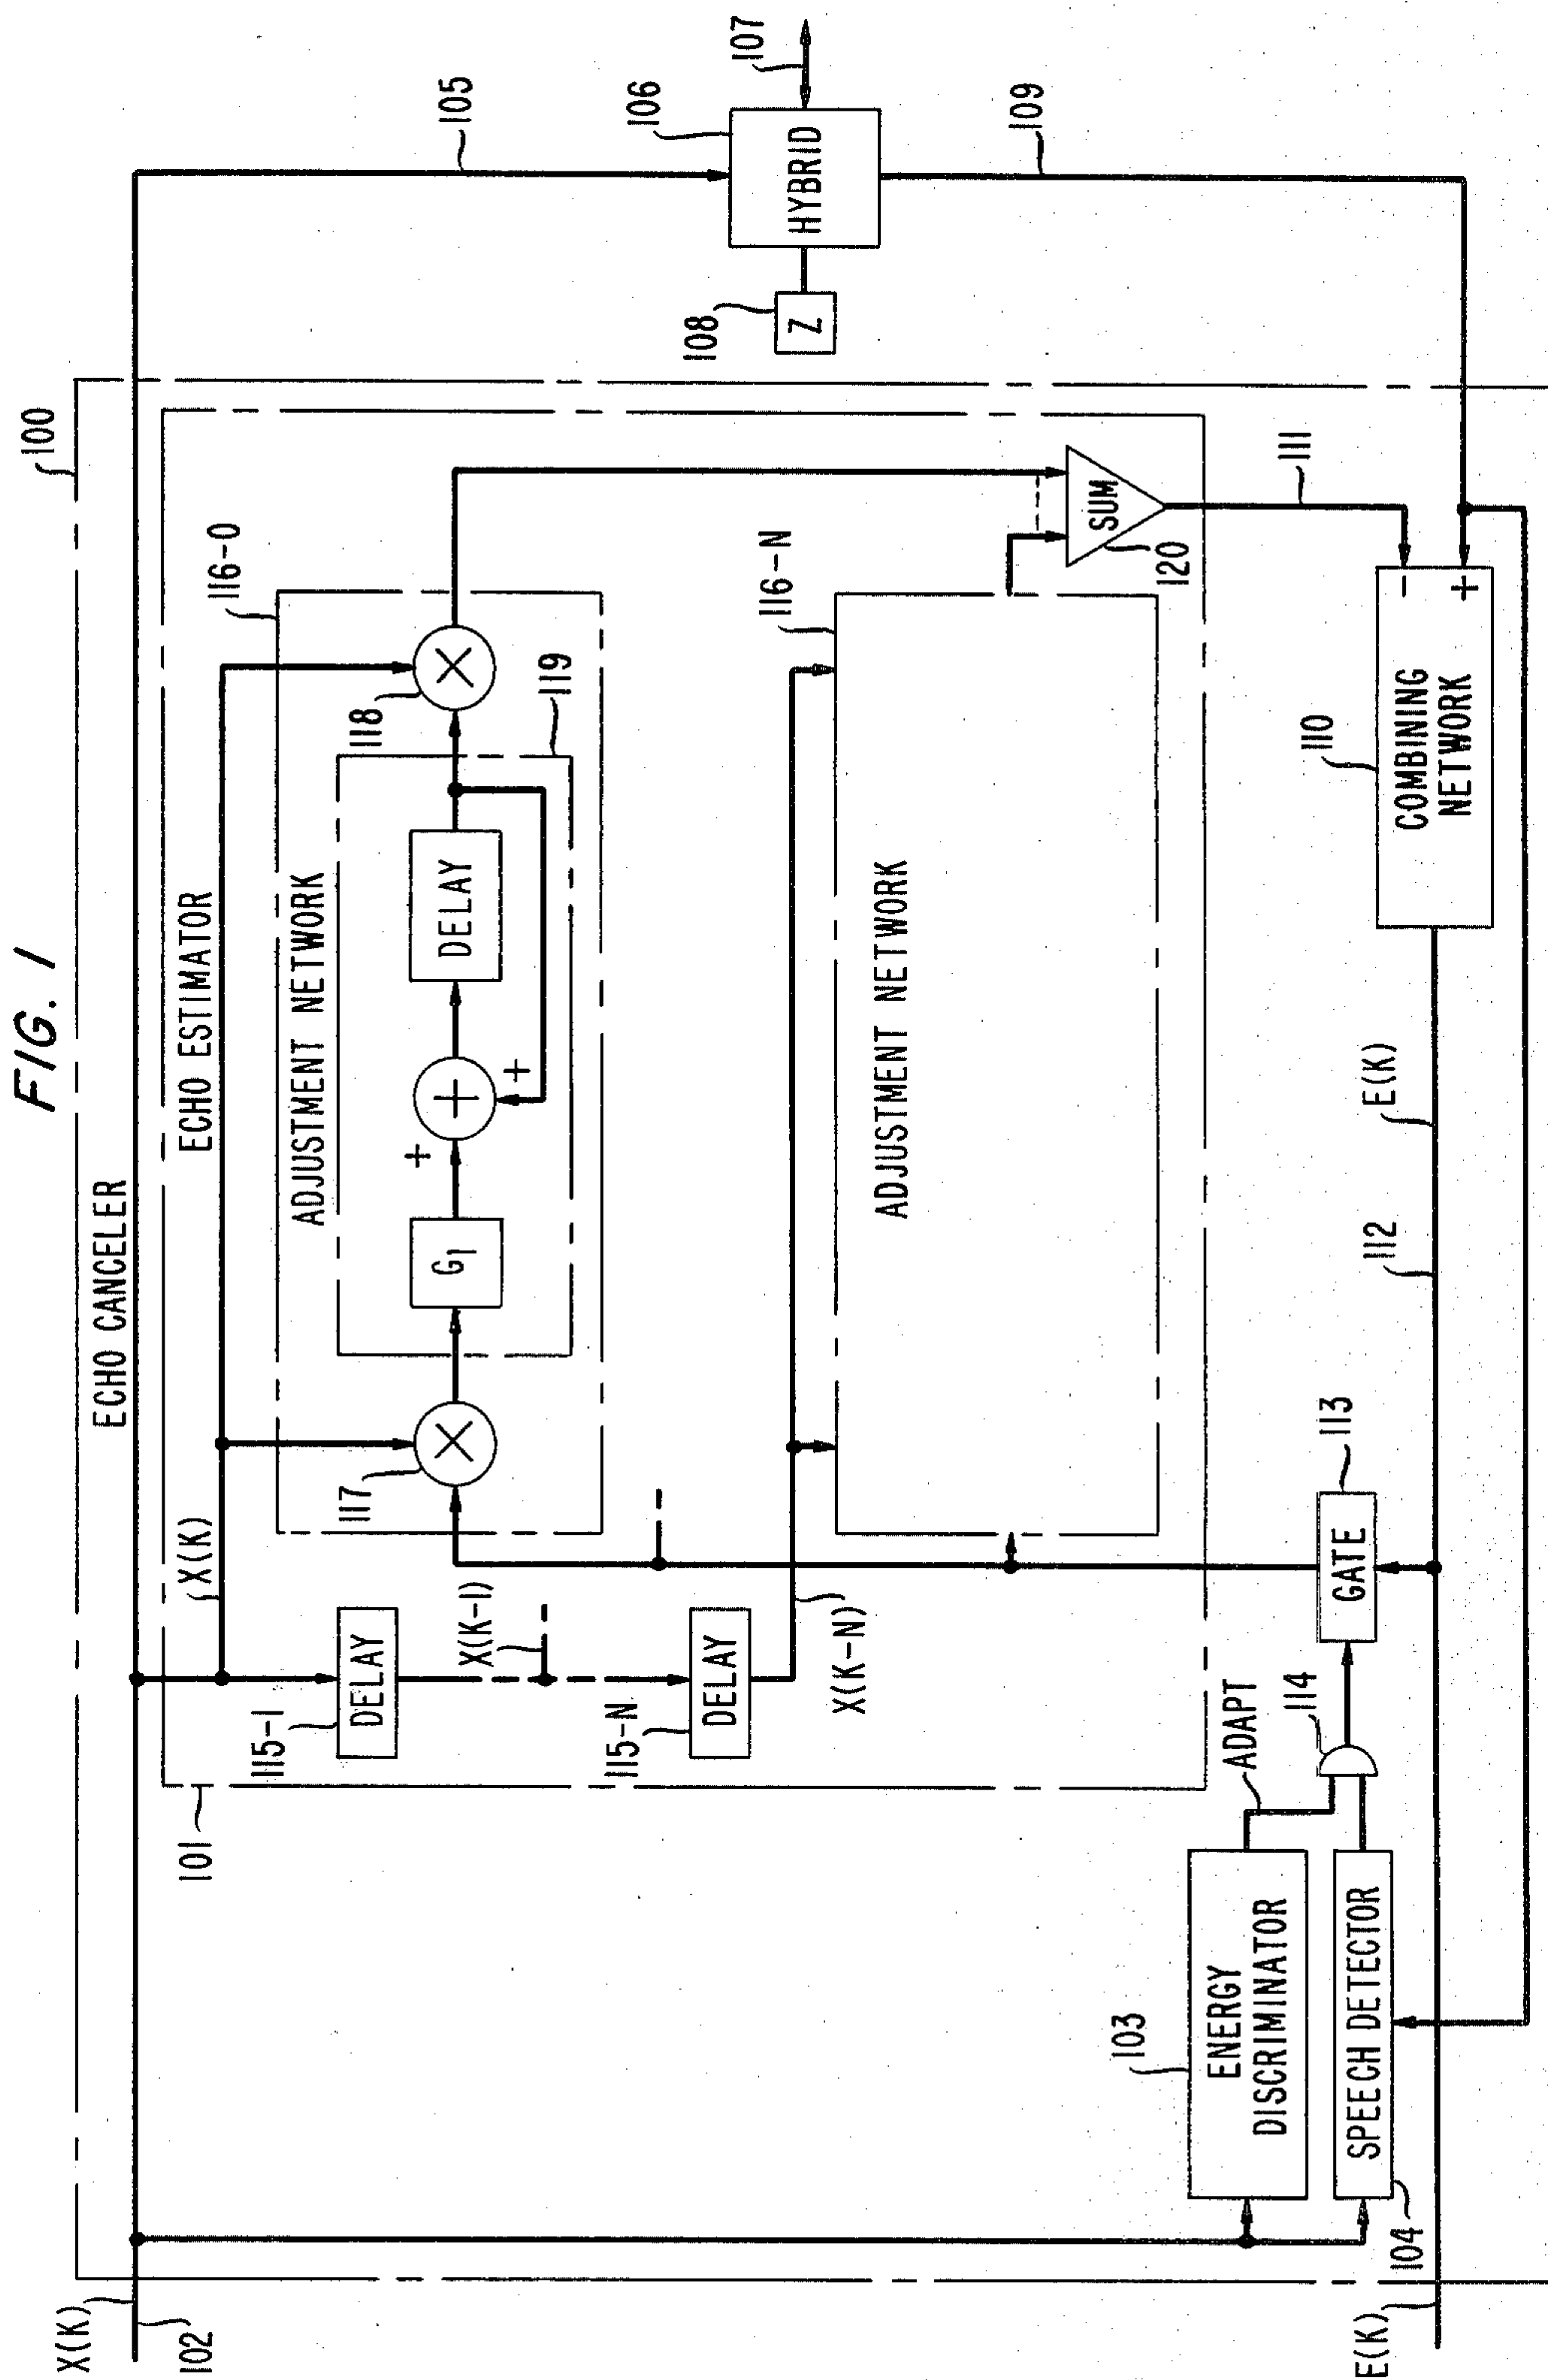 FIG. 1
ECHO CANCELER
100
X(K)
102
ECHO ESTIMATOR
101
X(K)
116-0
105
ADJUSTMENT NETWORK
115-1
DELAY
117
G1
+
+
DELAY
118
119
106
HYBRID
107
108
Z
X(K-1)
115-N
DELAY
X(K-N)
116-N
ADJUSTMENT NETWORK
SUM
120
109
111
103
ENERGY
DISCRIMINATOR
ADAPT
114
SPEECH DETECTOR
104
GATE
113
110
COMBINING
NETWORK
-
+
E(K)
112
E(K)